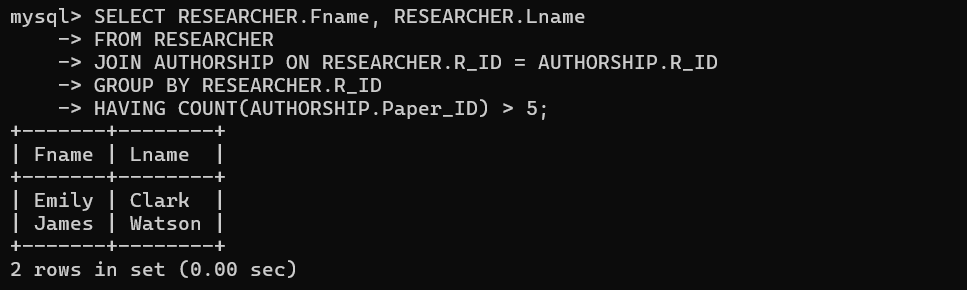 mysql> SELECT RESEARCHER.Fname, RESEARCHER.Lname
    -> FROM RESEARCHER
    -> JOIN AUTHORSHIP ON RESEARCHER.R_ID = AUTHORSHIP.R_ID
    -> GROUP BY RESEARCHER.R_ID
    -> HAVING COUNT(AUTHORSHIP.Paper_ID) > 5;
+-------+--------+
| Fname | Lname  |
+-------+--------+
| Emily | Clark  |
| James | Watson |
+-------+--------+
2 rows in set (0.00 sec)